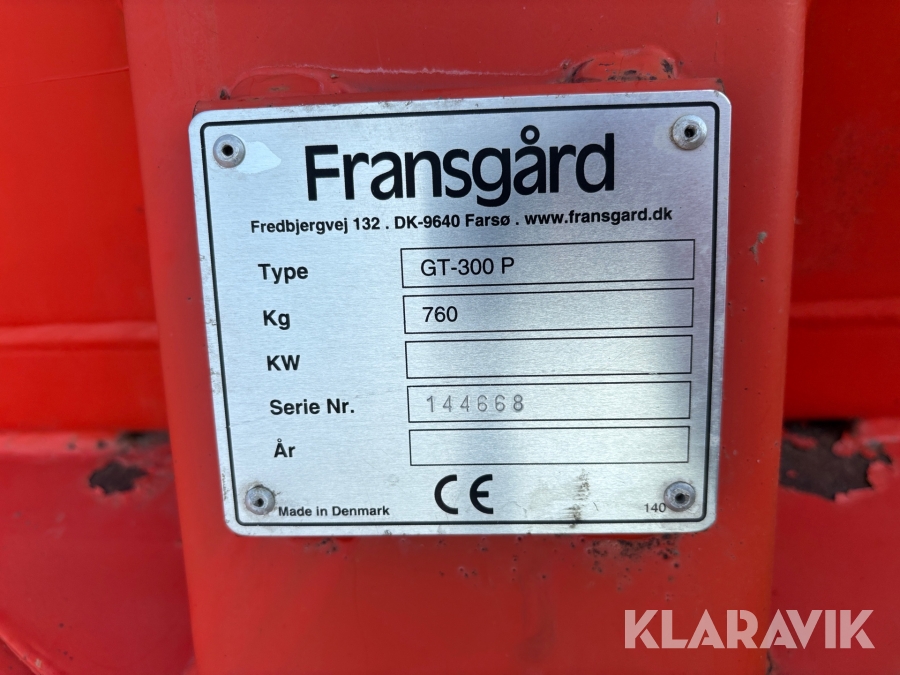 Fransgård
Fredbjergvej 132 . DK-9640 Farsø . www.fransgard.dk
Type GT-300 P
Kg 760
KW
Serie Nr. 144668
År
CE
Made in Denmark 140
KLARAVIK